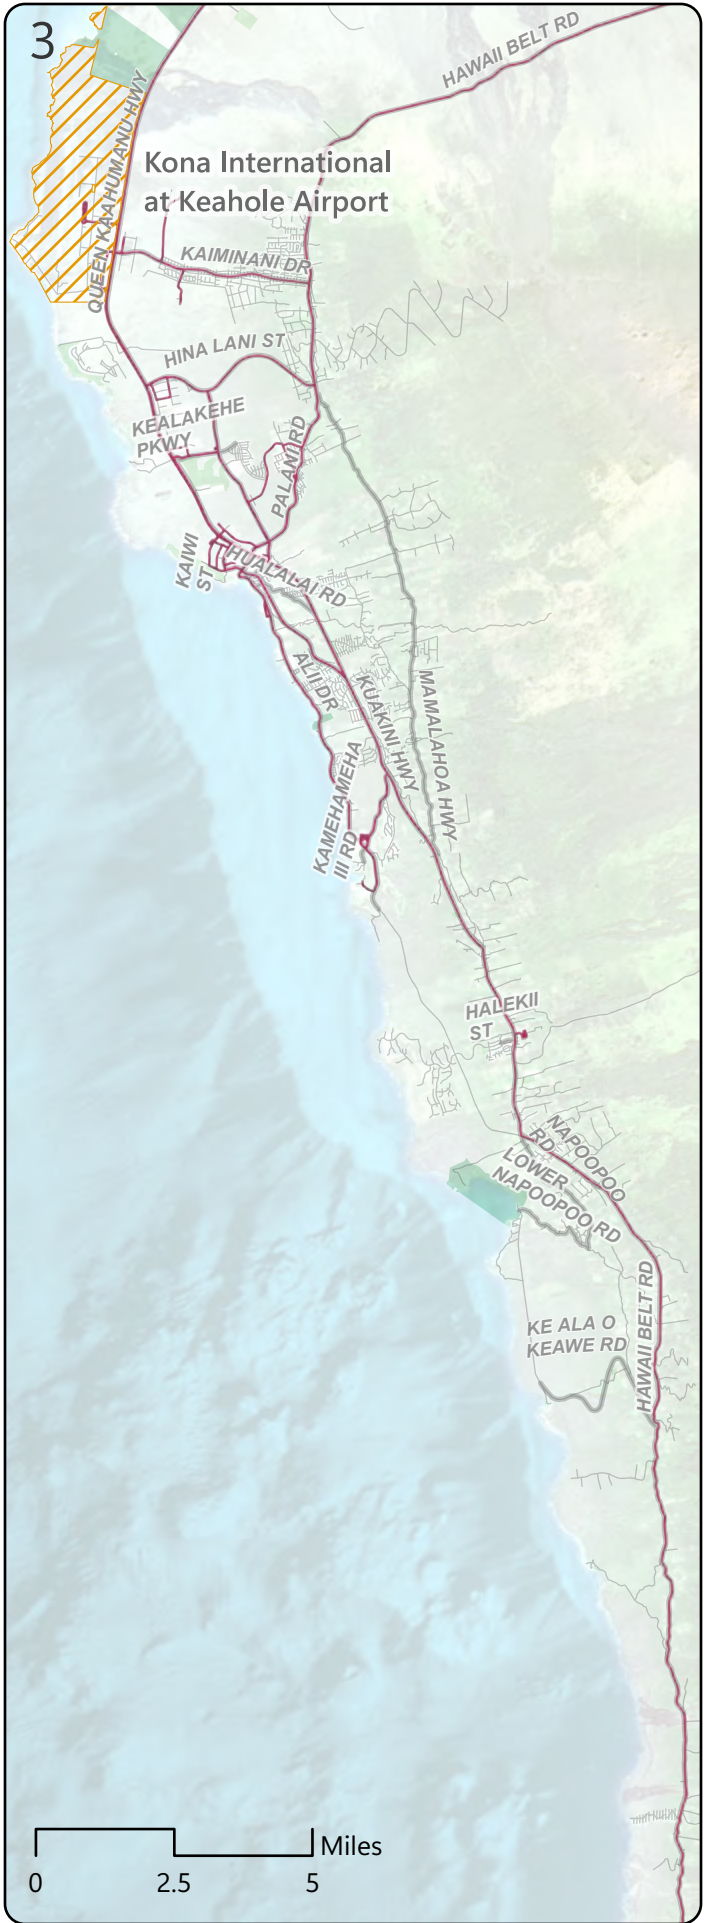 3
HAWAII BELT RD
QUEEN KAAHUMANU HWY
Kona International
at Keahole Airport
KAIMINANI DR
HINA LANI ST
KEALAKEHE
PKWY
PALANI RD
KAIWI
ST
HUALALAI RD
ALII DR
KUAKINI HWY
MAMALAHOA HWY
KAMEHAMEHA
III RD
HALEKII
ST
NAPOOPOO
RD
LOWER
NAPOOPOO RD
KE ALA O
KEAWE RD
HAWAII BELT RD
Miles
0 2.5 5